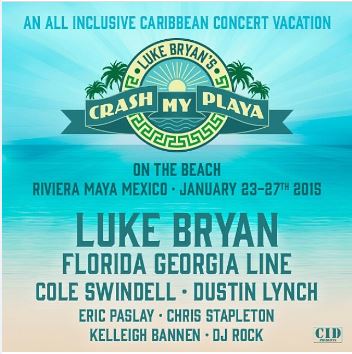 AN ALL INCLUSIVE CARIBBEAN CONCERT VACATION
LUKE BRYAN'S
CRASH MY PLAYA
ON THE BEACH
RIVIERA MAYA MEXICO • JANUARY 23-27TH 2015
LUKE BRYAN
FLORIDA GEORGIA LINE
COLE SWINDELL • DUSTIN LYNCH
ERIC PASLAY • CHRIS STAPLETON
KELLEIGH BANNEN • DJ ROCK
CID